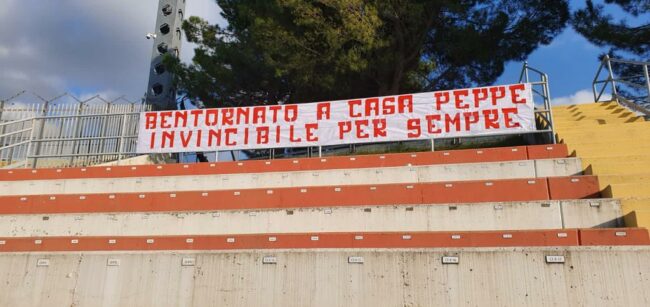 BENTORNATO A CASA PEPPE
INVINCIBILE PER SEMPRE